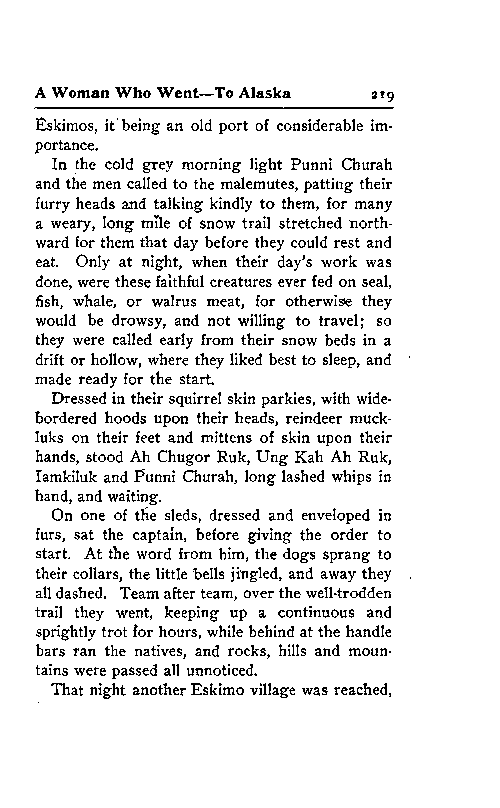 A Woman Who Went—To Alaska 219
Eskimos, it being an old port of considerable im-
portance.
In the cold grey morning light Punni Churah
and the men called to the malemutes, patting their
furry heads and talking kindly to them, for many
a weary, long mile of snow trail stretched north-
ward for them that day before they could rest and
eat. Only at night, when their day's work was
done, were these faithful creatures ever fed on seal,
fish, whale, or walrus meat, for otherwise they
would be drowsy, and not willing to travel; so
they were called early from their snow beds in a
drift or hollow, where they liked best to sleep, and
made ready for the start.
Dressed in their squirrel skin parkies, with wide-
bordered hoods upon their heads, reindeer muck-
luks on their feet and mittens of skin upon their
hands, stood Ah Chugor Ruk, Ung Kah Ah Ruk,
Iamkiluk and Punni Churah, long lashed whips in
hand, and waiting.
On one of the sleds, dressed and enveloped in
furs, sat the captain, before giving the order to
start. At the word from him, the dogs sprang to
their collars, the little bells jingled, and away they
all dashed. Team after team, over the well-trodden
trail they went, keeping up a continuous and
sprightly trot for hours, while behind at the handle
bars ran the natives, and rocks, hills and moun-
tains were passed all unnoticed.
That night another Eskimo village was reached,